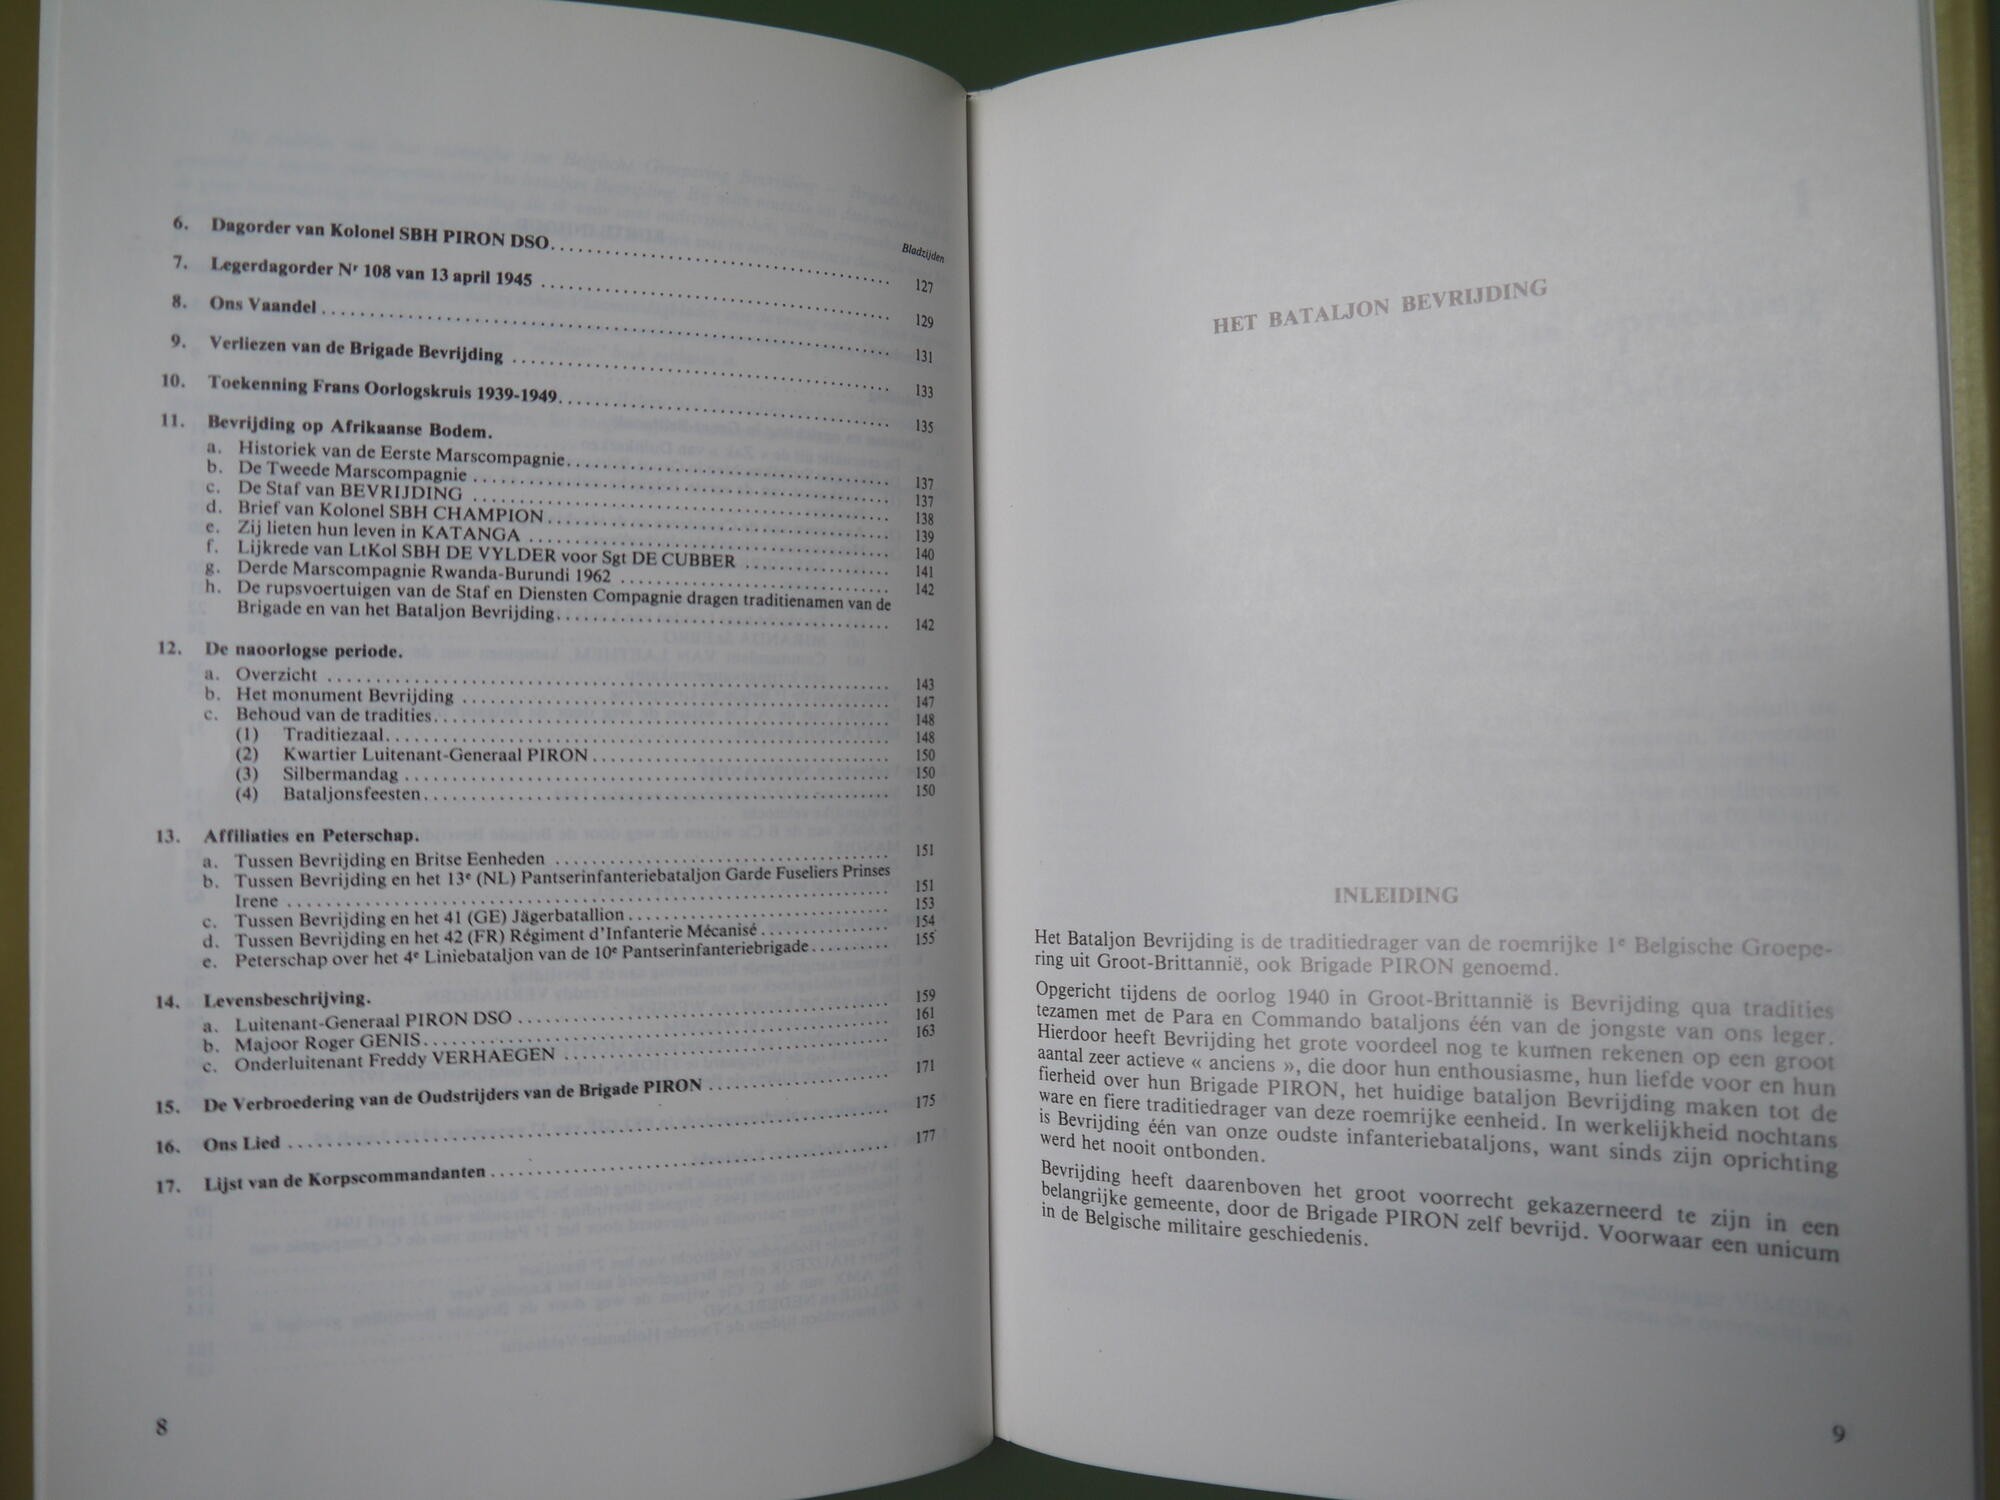 Bladzijden
6. Dagorder van Kolonel SBH PIRON DSO 127
7. Legerdagorder Nr 108 van 13 april 1945 129
8. Ons Vaandel 131
9. Verliezen van de Brigade Bevrijding 133
10. Toekenning Frans Oorlogskruis 1939-1949 135
11. Bevrijding op Afrikaanse Bodem.
a. Historiek van de Eerste Marscompagnie 137
b. De Tweede Marscompagnie 137
c. De Staf van BEVRIJDING 138
d. Brief van Kolonel SBH CHAMPION 139
e. Zij lieten hun leven in KATANGA 140
f. Lijkrede van LtKol SBH DE VYLDER voor Sgt DE CUBBER 141
g. Derde Marscompagnie Rwanda-Burundi 1962 142
h. De rupsvoertuigen van de Staf en Diensten Compagnie dragen traditienamen van de
Brigade en van het Bataljon Bevrijding 142
12. De naoorlogse periode.
a. Overzicht 143
b. Het monument Bevrijding 147
c. Behoud van de tradities 148
(1) Traditiezaal 148
(2) Kwartier Luitenant-Generaal PIRON 150
(3) Silbermandag 150
(4) Bataljonsfeesten 150
13. Affiliaties en Peterschap.
a. Tussen Bevrijding en Britse Eenheden 151
b. Tussen Bevrijding en het 13e (NL) Pantserinfanteriebataljon Garde Fuseliers Prinses
Irene 151
c. Tussen Bevrijding en het 41 (GE) Jägerbatallion 153
d. Tussen Bevrijding en het 42 (FR) Régiment d'Infanterie Mécanisé 154
e. Peterschap over het 4e Liniebataljon van de 10e Pantserinfanteriebrigade 155
14. Levensbeschrijving.
a. Luitenant-Generaal PIRON DSO 159
b. Majoor Roger GENIS 161
c. Onderluitenant Freddy VERHAEGEN 163
15. De Verbroedering van de Oudstrijders van de Brigade PIRON 171
16. Ons Lied 175
17. Lijst van de Korpscommandanten 177
8
HET BATALJON BEVRIJDING
INLEIDING
Het Bataljon Bevrijding is de traditiedrager van de roemrijke 1e Belgische Groepe-
ring uit Groot-Brittannië, ook Brigade PIRON genoemd.
Opgericht tijdens de oorlog 1940 in Groot-Brittannië is Bevrijding qua tradities
tezamen met de Para en Commando bataljons één van de jongste van ons leger.
Hierdoor heeft Bevrijding het grote voordeel nog te kunnen rekenen op een groot
aantal zeer actieve « anciens », die door hun enthousiasme, hun liefde voor en hun
fierheid over hun Brigade PIRON, het huidige bataljon Bevrijding maken tot de
ware en fiere traditiedrager van deze roemrijke eenheid. In werkelijkheid nochtans
is Bevrijding één van onze oudste infanteriebataljons, want sinds zijn oprichting
werd het nooit ontbonden.
Bevrijding heeft daarenboven het groot voorrecht gekazerneerd te zijn in een
belangrijke gemeente, door de Brigade PIRON zelf bevrijd. Voorwaar een unicum
in de Belgische militaire geschiedenis.
9